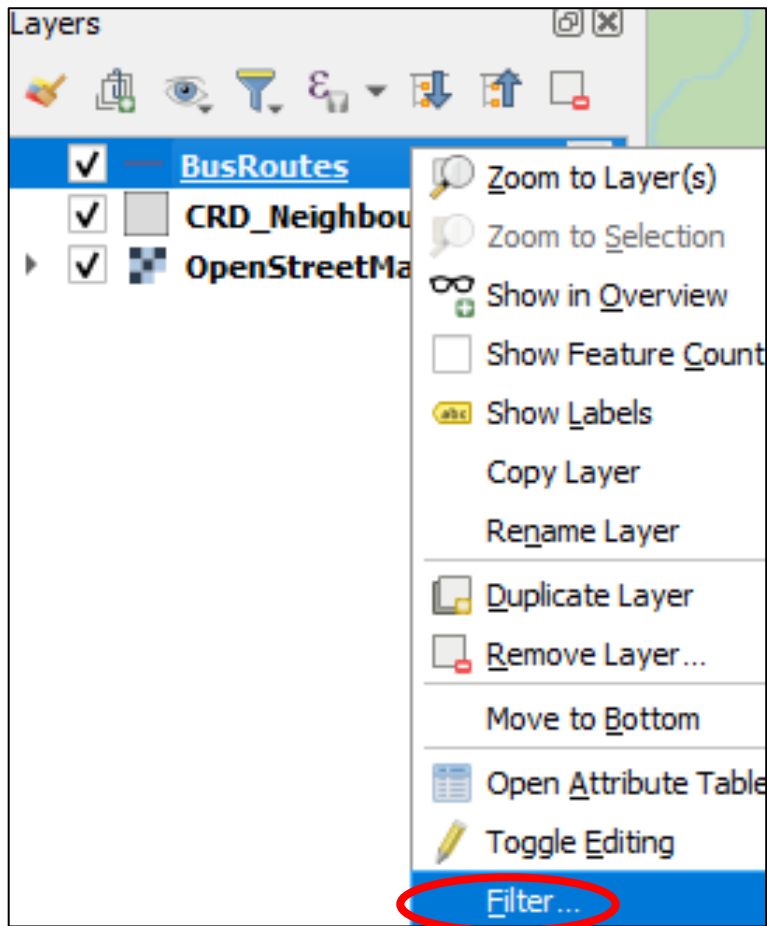 Layers
ε
BusRoutes
CRD_Neighbou
OpenStreetMa
Zoom to Layer(s)
Zoom to Selection
Show in Overview
Show Feature Count
abc Show Labels
Copy Layer
Rename Layer
Duplicate Layer
Remove Layer...
Move to Bottom
Open Attribute Table
Toggle Editing
Filter...